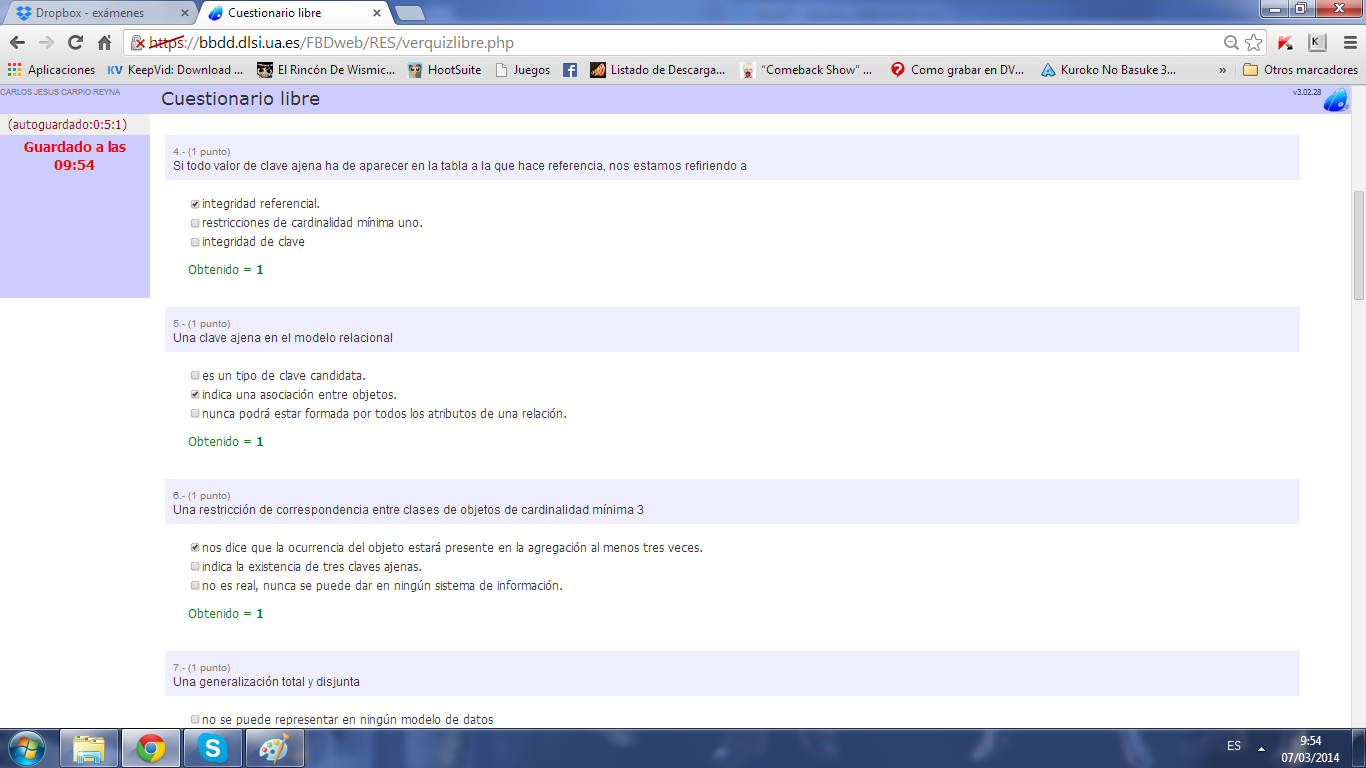 Dropbox - exámenes
Cuestionario libre
https://bbdd.dlsi.ua.es/FBDweb/RES/verquizlibre.php
Aplicaciones
KV KeepVid: Download ...
El Rincón De Wismic...
HootSuite
Juegos
Listado de Descarga...
"Comeback Show" ...
Como grabar en DV...
Kuroko No Basuke 3...
»
Otros marcadores
CARLOS JESUS CARPIO REYNA
Cuestionario libre
v3.02.28
(autoguardado:0:5:1)
Guardado a las
09:54
4.- (1 punto)
Si todo valor de clave ajena ha de aparecer en la tabla a la que hace referencia, nos estamos refiriendo a
integridad referencial.
restricciones de cardinalidad mínima uno.
integridad de clave
Obtenido = 1
5.- (1 punto)
Una clave ajena en el modelo relacional
es un tipo de clave candidata.
indica una asociación entre objetos.
nunca podrá estar formada por todos los atributos de una relación.
Obtenido = 1
6.- (1 punto)
Una restricción de correspondencia entre clases de objetos de cardinalidad mínima 3
nos dice que la ocurrencia del objeto estará presente en la agregación al menos tres veces.
indica la existencia de tres claves ajenas.
no es real, nunca se puede dar en ningún sistema de información.
Obtenido = 1
7.- (1 punto)
Una generalización total y disjunta
no se puede representar en ningún modelo de datos
ES
9:54
07/03/2014